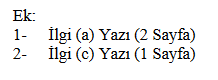 Ek:
1- İlgi (a) Yazı (2 Sayfa)
2- İlgi (c) Yazı (1 Sayfa)